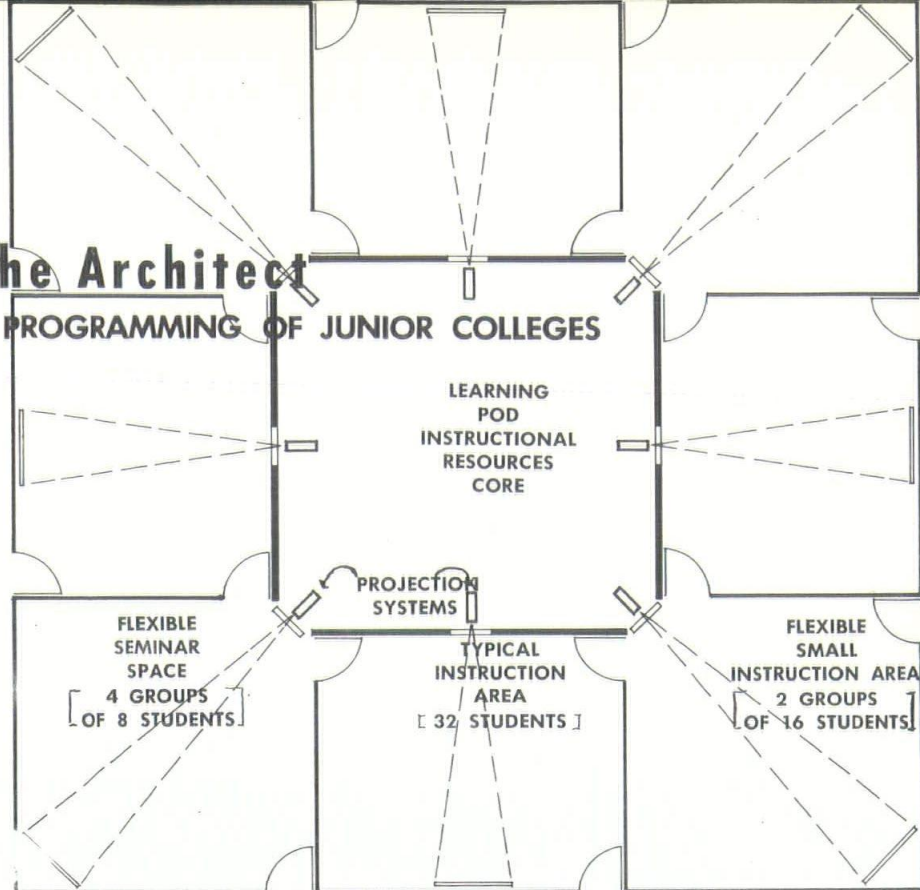 he Architect
PROGRAMMING OF JUNIOR COLLEGES
LEARNING
POD
INSTRUCTIONAL
RESOURCES
CORE
PROJECTION
SYSTEMS
FLEXIBLE
SEMINAR
SPACE
[ 4 GROUPS
OF 8 STUDENTS ]
TYPICAL
INSTRUCTION
AREA
[ 32 STUDENTS ]
FLEXIBLE
SMALL
INSTRUCTION AREA
[ 2 GROUPS
OF 16 STUDENTS ]